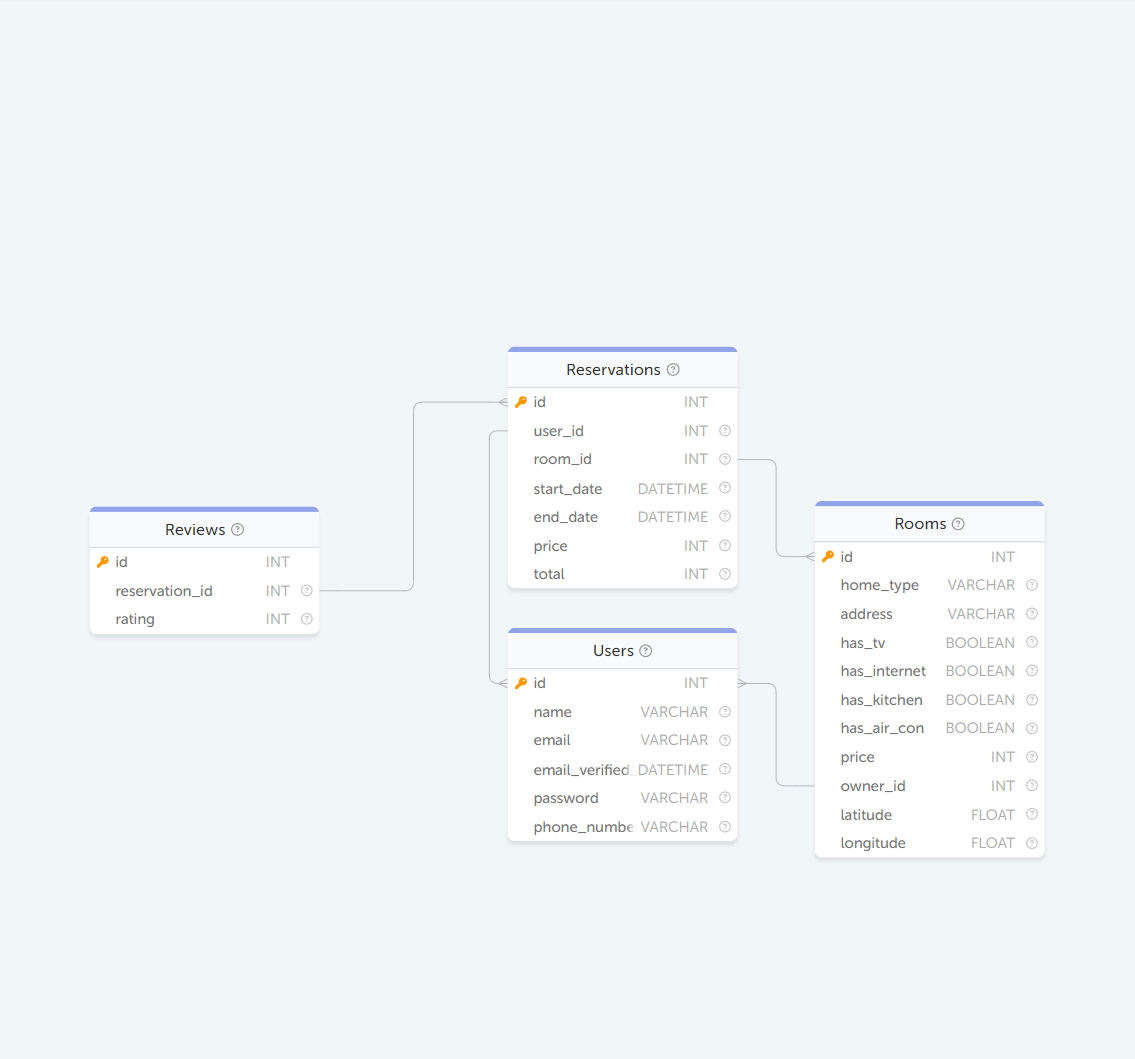 Reservations
id INT
user_id INT
room_id INT
start_date DATETIME
end_date DATETIME
price INT
total INT
Reviews
id INT
reservation_id INT
rating INT
Rooms
id INT
home_type VARCHAR
address VARCHAR
has_tv BOOLEAN
has_internet BOOLEAN
has_kitchen BOOLEAN
has_air_con BOOLEAN
price INT
owner_id INT
latitude FLOAT
longitude FLOAT
Users
id INT
name VARCHAR
email VARCHAR
email_verified_ DATETIME
password VARCHAR
phone_numbe VARCHAR